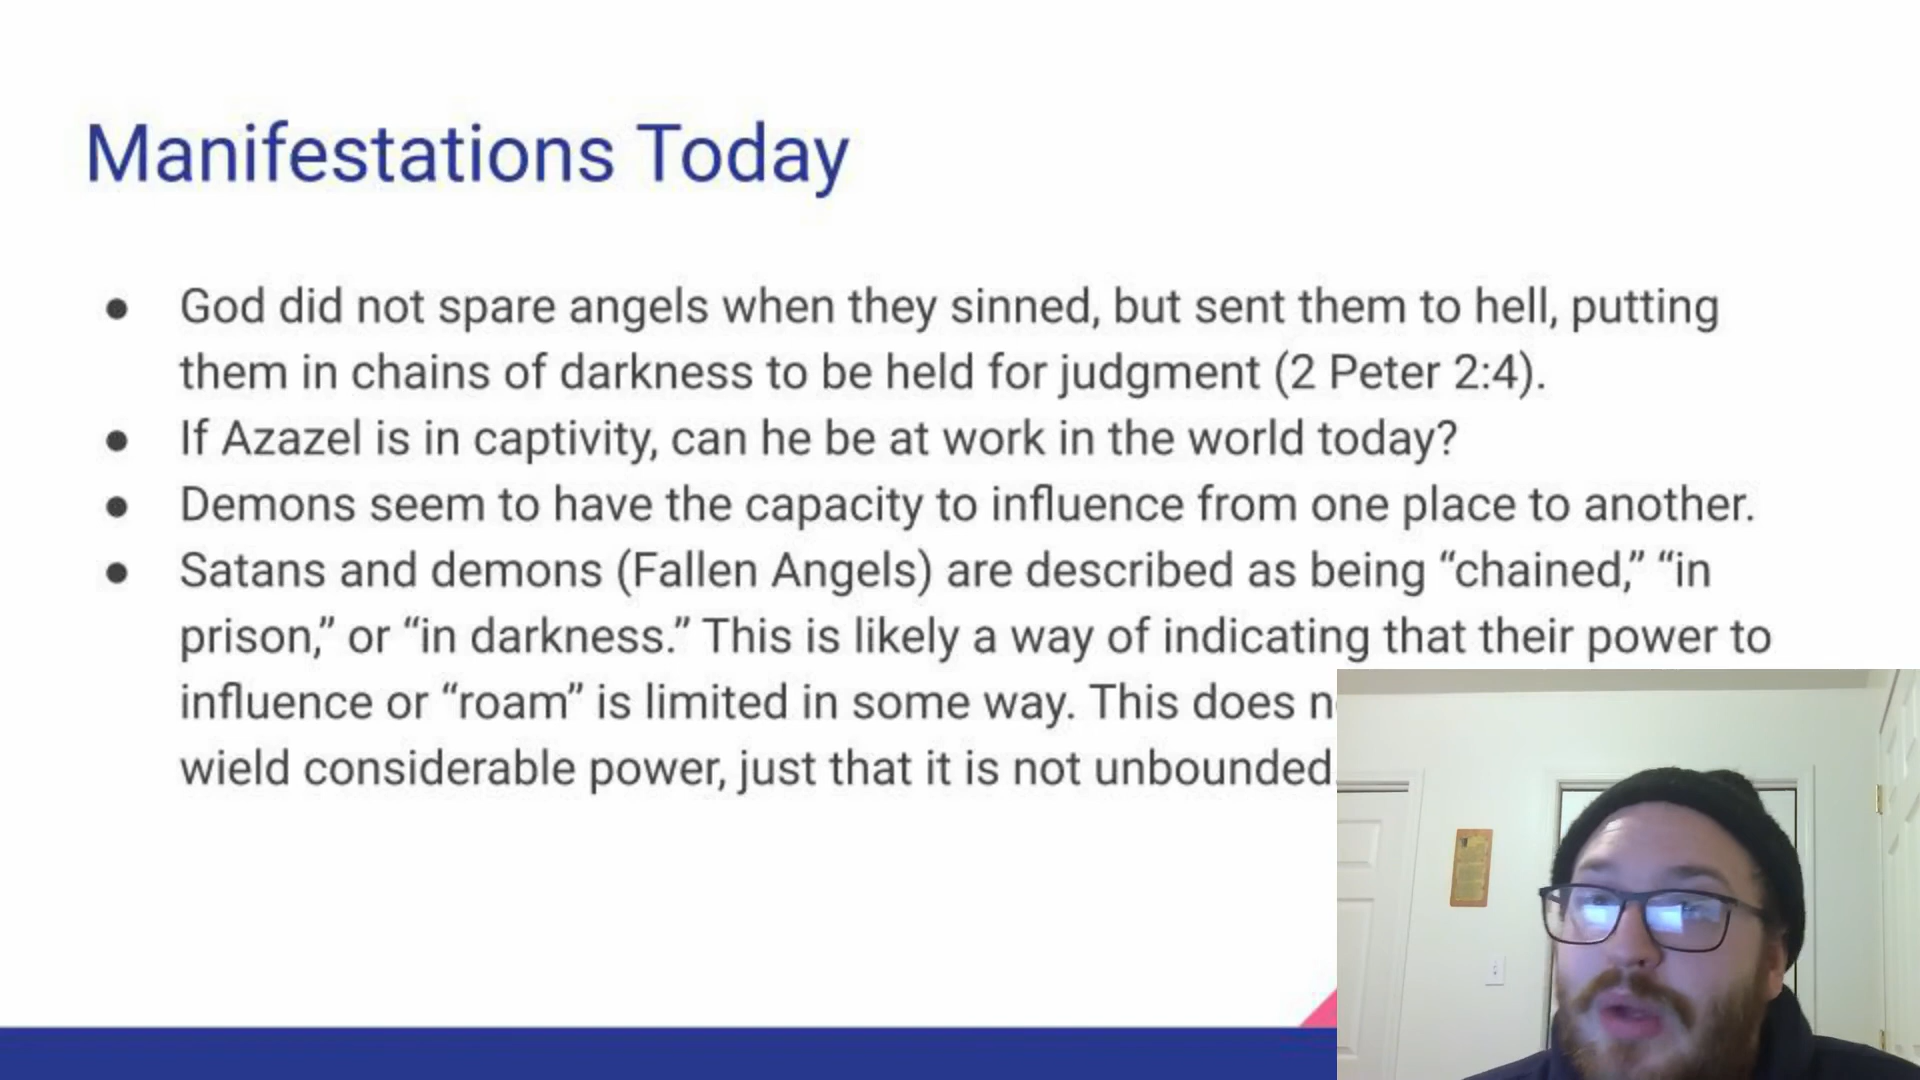 Manifestations Today
● God did not spare angels when they sinned, but sent them to hell, putting
them in chains of darkness to be held for judgment (2 Peter 2:4).
● If Azazel is in captivity, can he be at work in the world today?
● Demons seem to have the capacity to influence from one place to another.
● Satans and demons (Fallen Angels) are described as being “chained,” “in
prison,” or “in darkness.” This is likely a way of indicating that their power to
influence or “roam” is limited in some way. This does
wield considerable power, just that it is not unbounded.